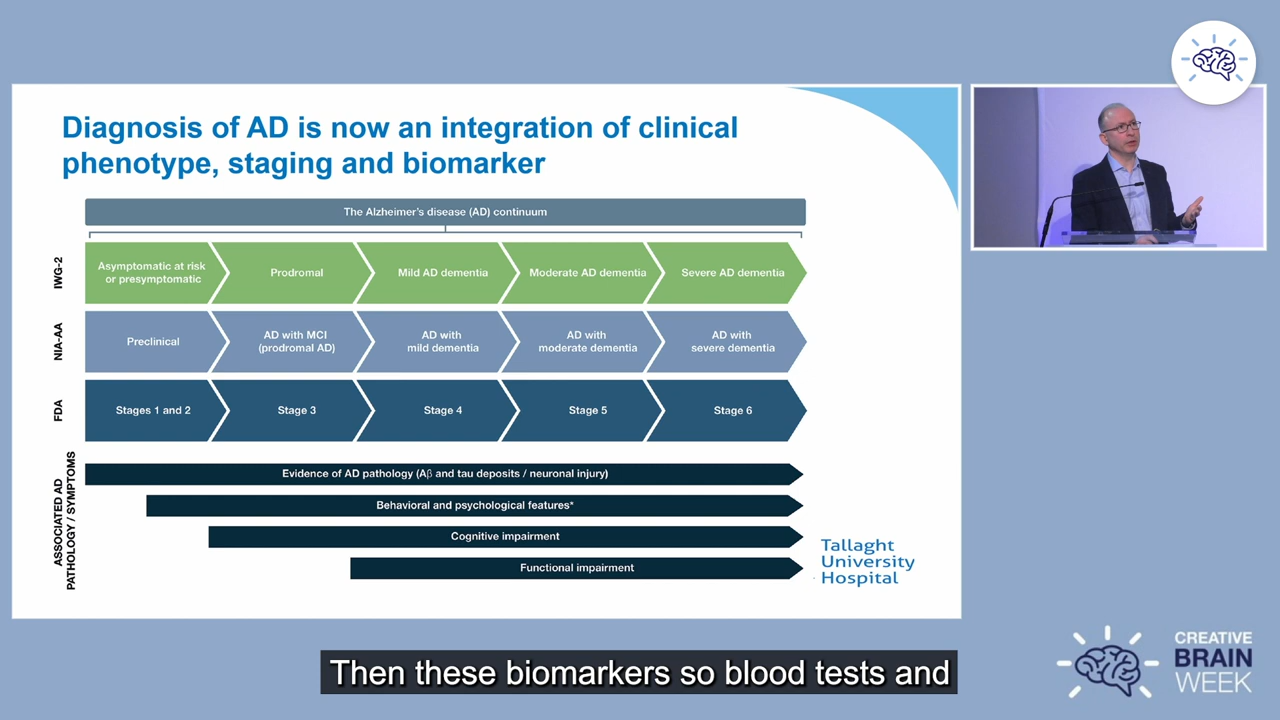 Diagnosis of AD is now an integration of clinical
phenotype, staging and biomarker
The Alzheimer's disease (AD) continuum
IWG-2
Asymptomatic at risk
or presymptomatic
Prodromal
Mild AD dementia
Moderate AD dementia
Severe AD dementia
NIA-AA
Preclinical
AD with MCI
(prodromal AD)
AD with
mild dementia
AD with
moderate dementia
AD with
severe dementia
FDA
Stages 1 and 2
Stage 3
Stage 4
Stage 5
Stage 6
ASSOCIATED AD
PATHOLOGY / SYMPTOMS
Evidence of AD pathology (Aβ and tau deposits / neuronal injury)
Behavioral and psychological features*
Cognitive impairment
Functional impairment
Tallaght
University
Hospital
Then these biomarkers so blood tests and
CREATIVE
BRAIN
WEEK